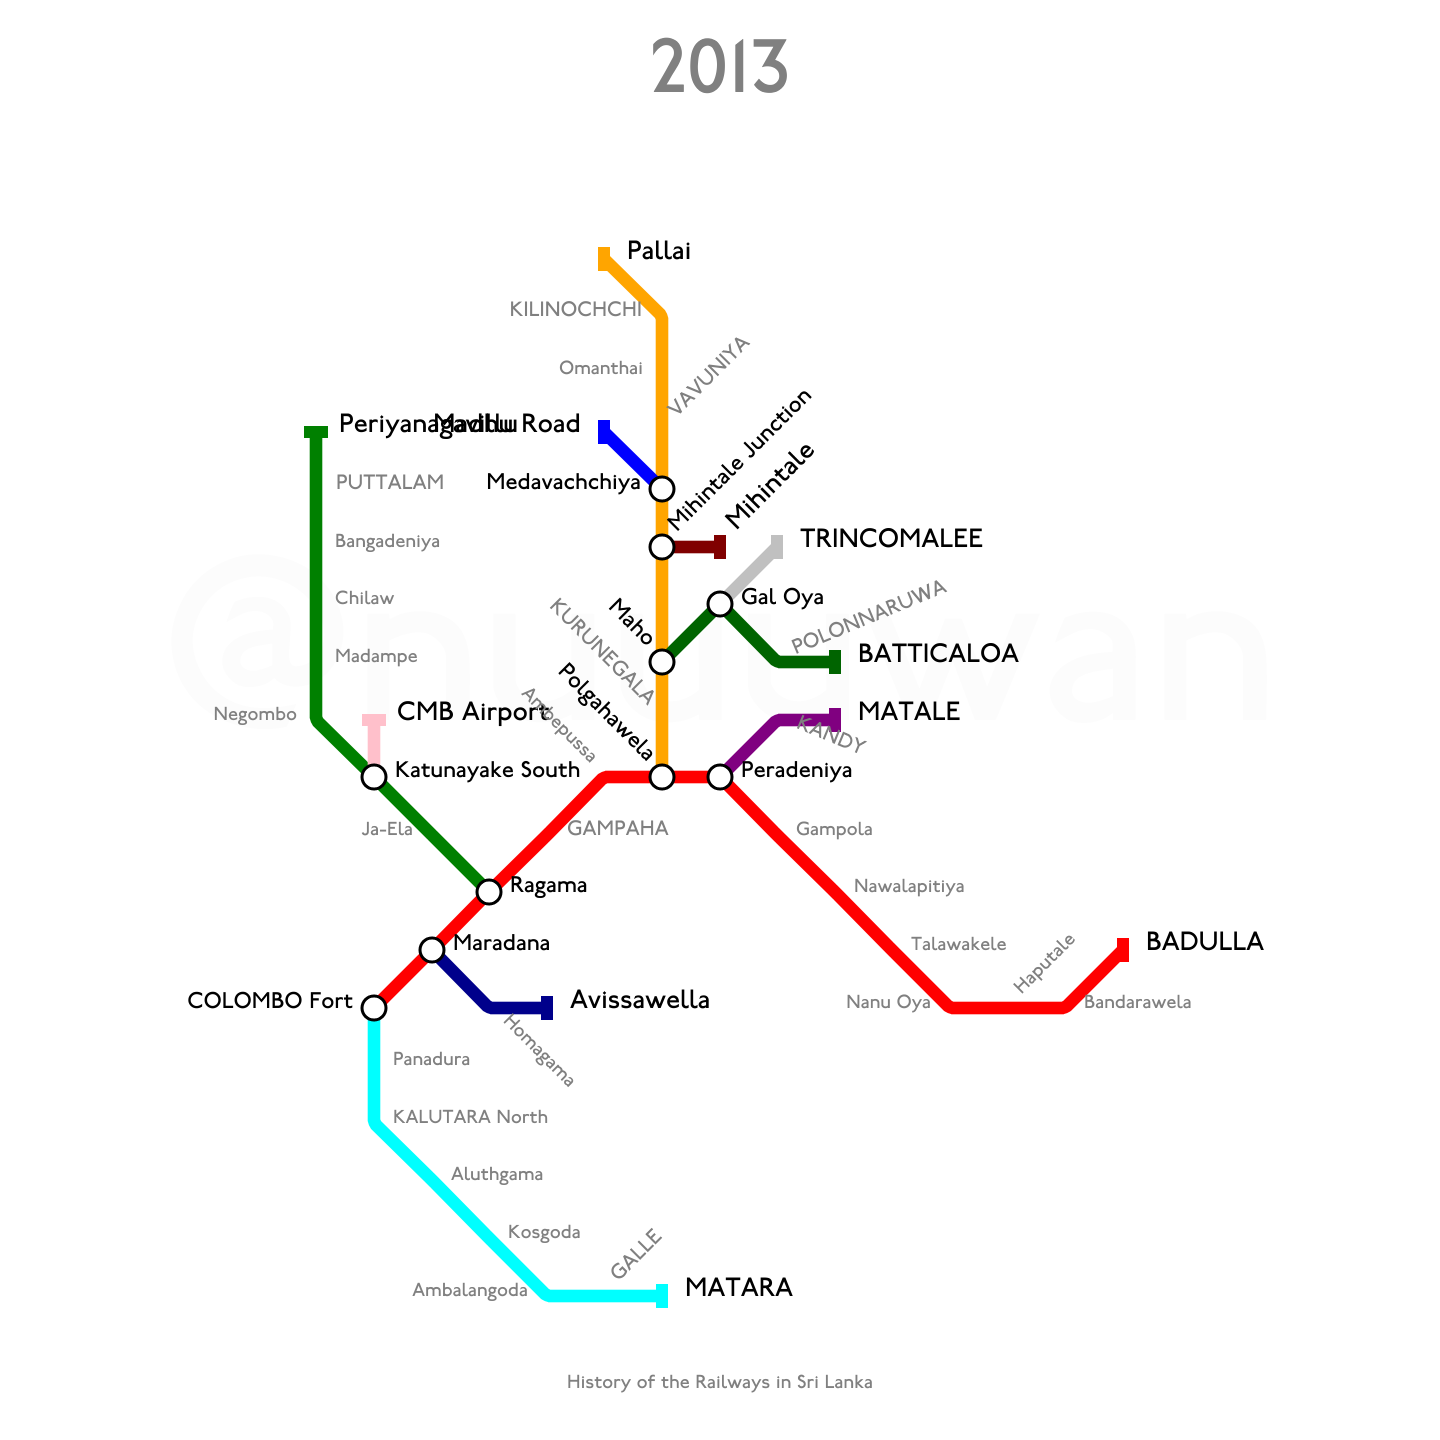 2013
Pallai
KILINOCHCHI
VAVUNIYA
Omanthai
Mihintale Junction
Periyanagavillu
Madhu Road
Mihintale
Medavachchiya
PUTTALAM
TRINCOMALEE
Bangadeniya
Gal Oya
Chilaw
Maho
KURUNEGALA
POLONNARUWA
BATTICALOA
Madampe
Polgahawela
Ambepussa
Negombo
CMB Airport
MATALE
KANDY
Katunayake South
Peradeniya
Ja-Ela
GAMPAHA
Gampola
Ragama
Nawalapitiya
Maradana
Talawakele
Haputale
BADULLA
COLOMBO Fort
Avissawella
Nanu Oya
Bandarawela
Homagama
Panadura
KALUTARA North
Aluthgama
Kosgoda
GALLE
Ambalangoda
MATARA
History of the Railways in Sri Lanka